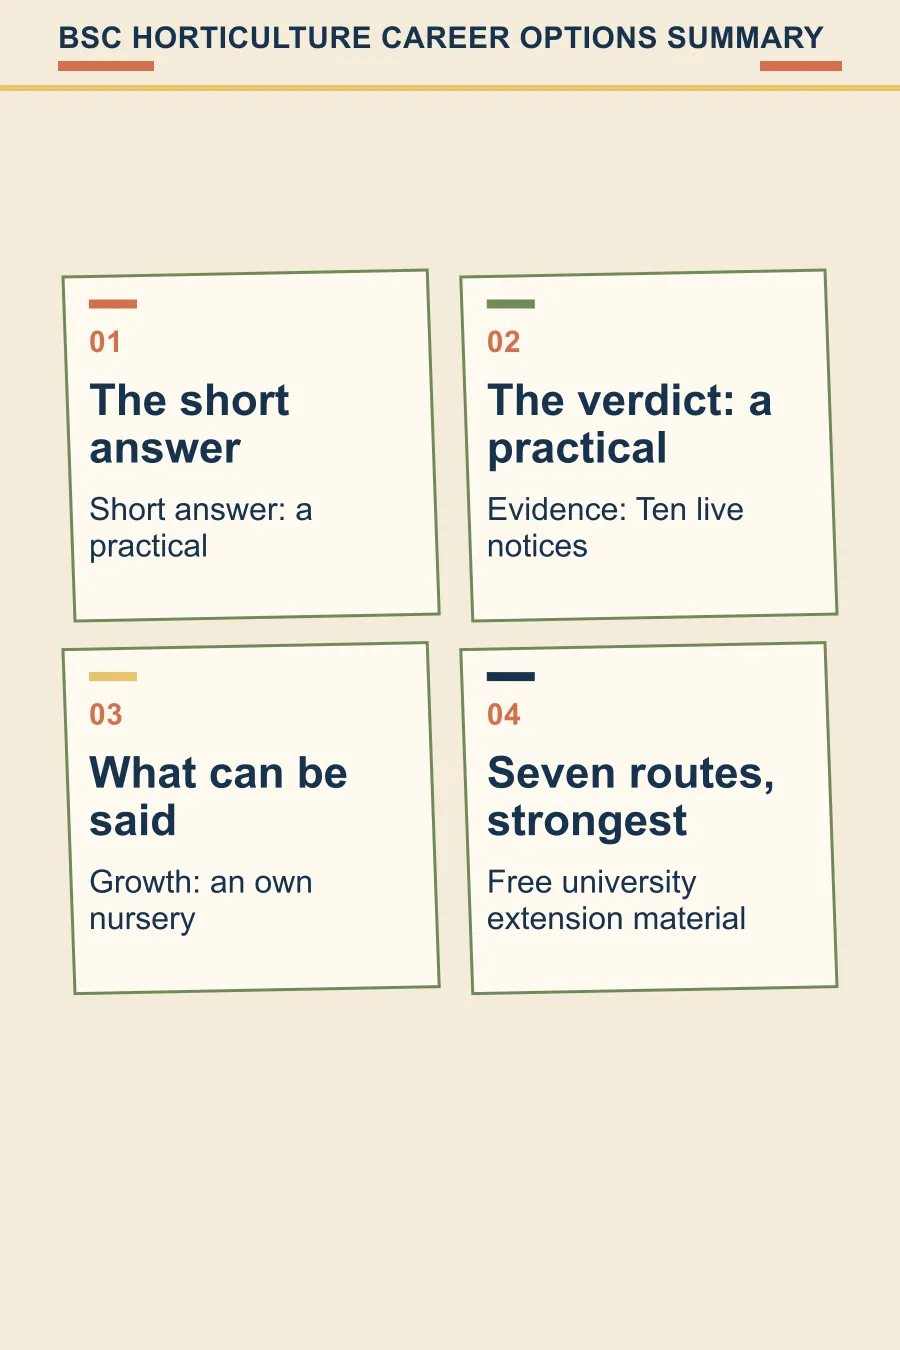 BSC HORTICULTURE CAREER OPTIONS SUMMARY
01
The short
answer
Short answer: a
practical
02
The verdict: a
practical
Evidence: Ten live
notices
03
What can be
said
Growth: an own
nursery
04
Seven routes,
strongest
Free university
extension material